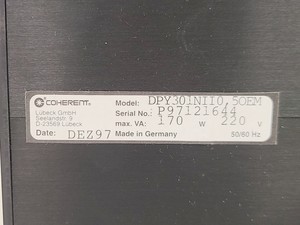 COHERENT®
Lübeck GmbH
Seelandstr. 9
D-23569 Lübeck
Date: DEZ97
Model: DPY301NII0,5OEM
Serial No.: P97121644
max. VA: 170 W 220 V
Made in Germany 50/60 Hz